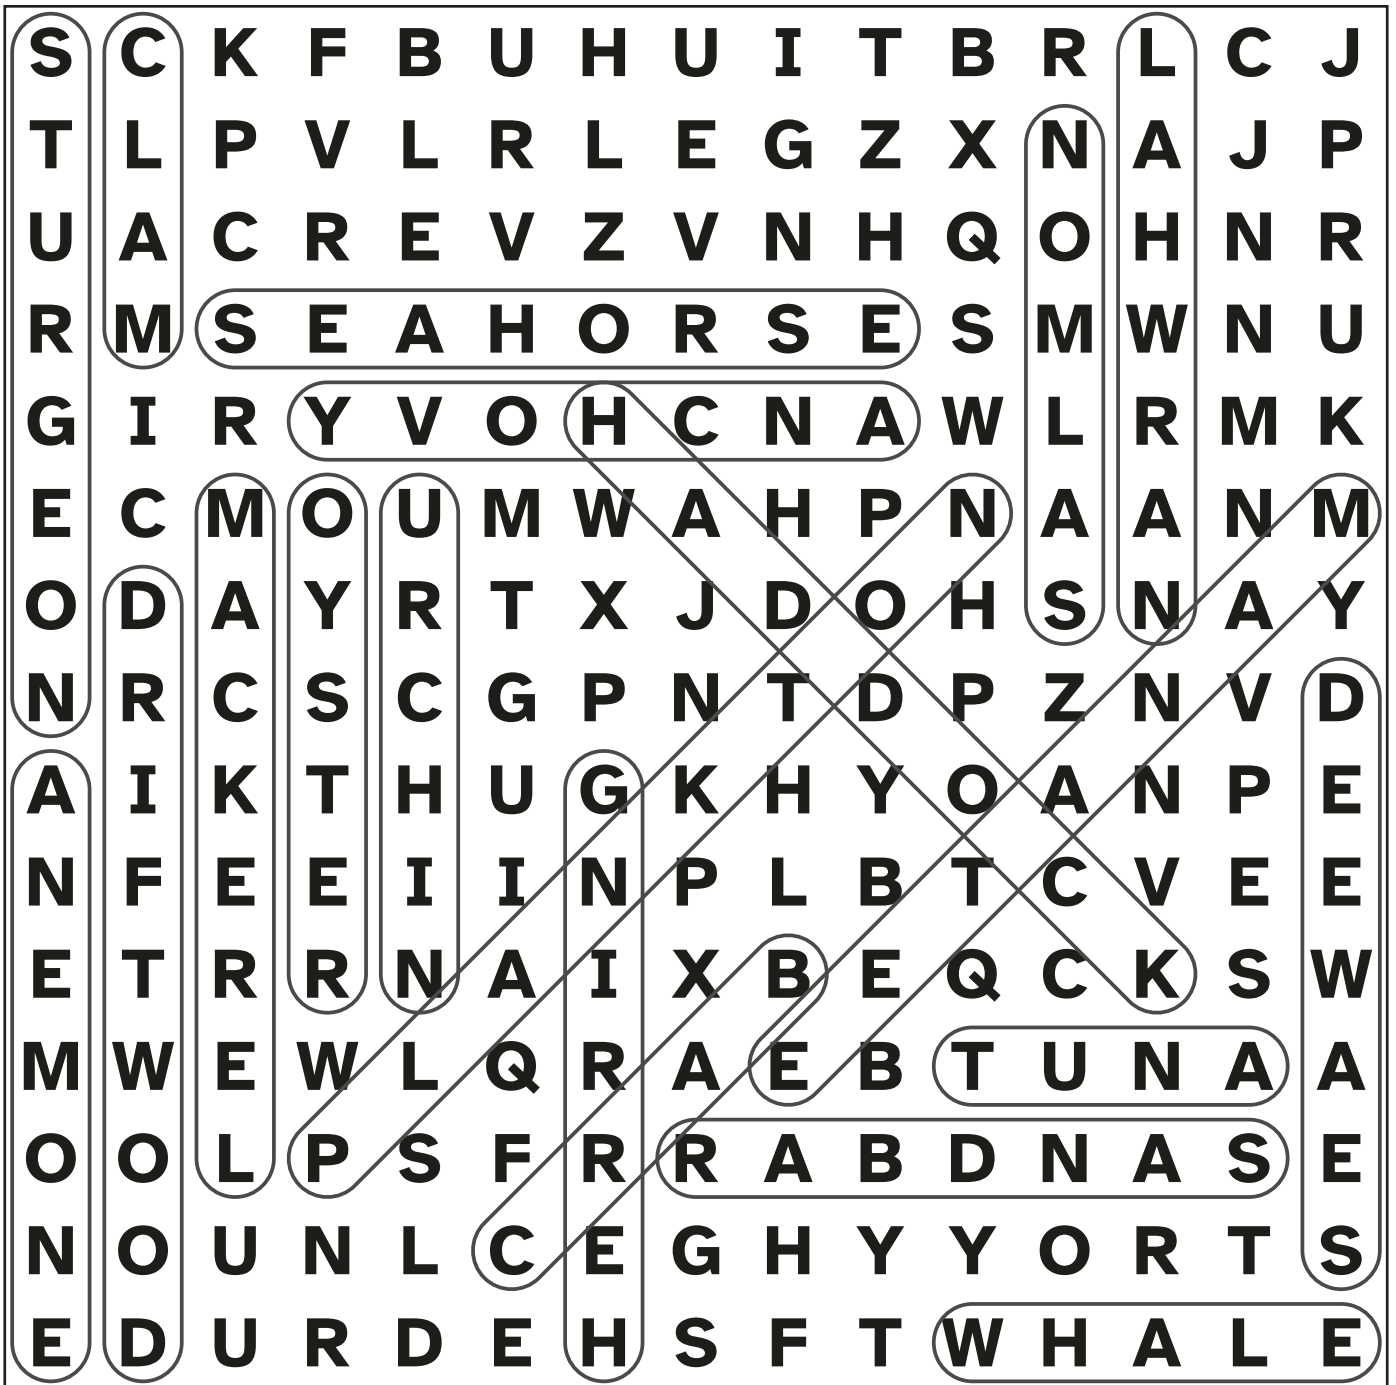 S C K F B U H U I T B R L C J
T L P V L R L E G Z X N A J P
U A C R E V Z V N H Q O H N R
R M S E A H O R S E S M W N U
G I R Y V O H C N A W L R M K
E C M O U M W A H P N A A N M
O D A Y R T X J D O H S N A Y
N R C S C G P N T D P Z N V D
A I K T H U G K H Y O A N P E
N F E E I I N P L B T C V E E
E T R R N A I X B E Q C K S W
M W E W L Q R A E B T U N A A
O O L P S F R R A B D N A S E
N O U N L C E G H Y Y O R T S
E D U R D E H S F T W H A L E